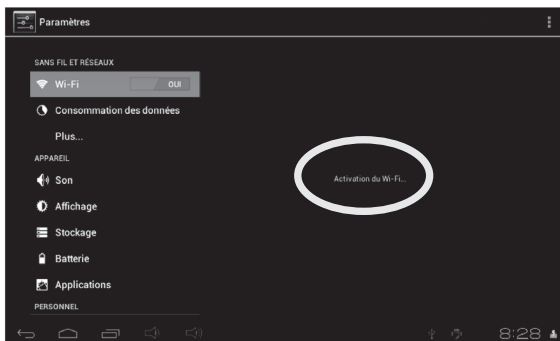 Paramètres
SANS FIL ET RÉSEAUX
Wi-Fi OUI
Consommation des données
Plus...
APPAREIL
Son
Activation du Wi-Fi...
Affichage
Stockage
Batterie
Applications
PERSONNEL
8:28